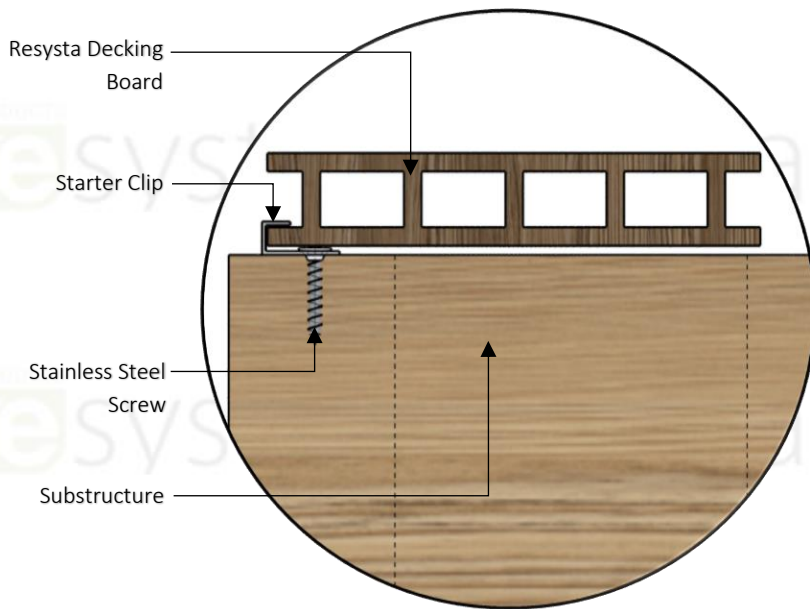 Resysta Decking
Board
Starter Clip
Stainless Steel
Screw
Substructure